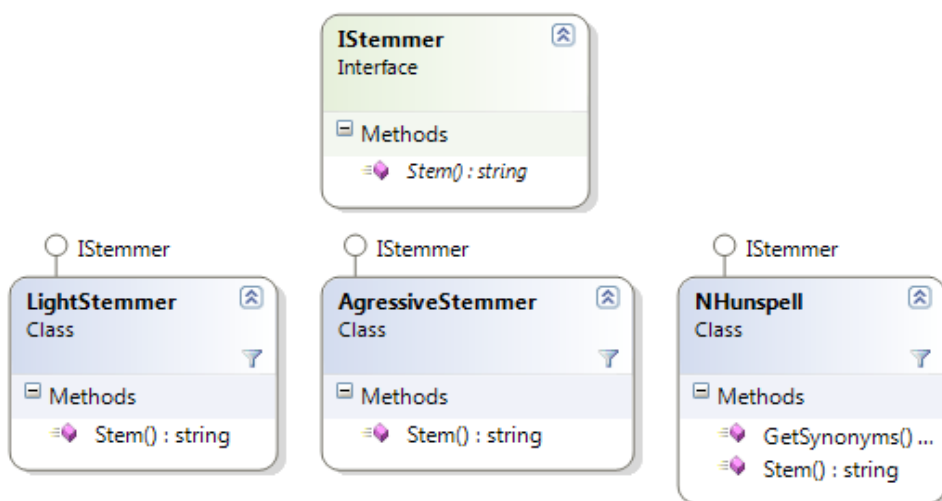 IStemmer
Interface
Methods
Stem() : string
IStemmer
LightStemmer
Class
Methods
Stem() : string
IStemmer
AgressiveStemmer
Class
Methods
Stem() : string
IStemmer
NHunspell
Class
Methods
GetSynonyms() ...
Stem() : string